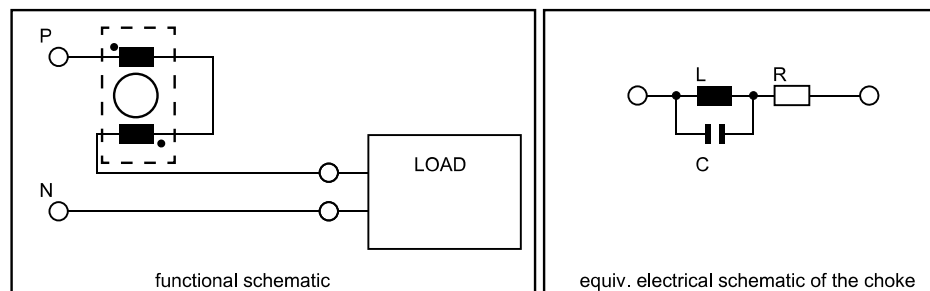 P
N
LOAD
functional schematic
L
R
C
equiv. electrical schematic of the choke